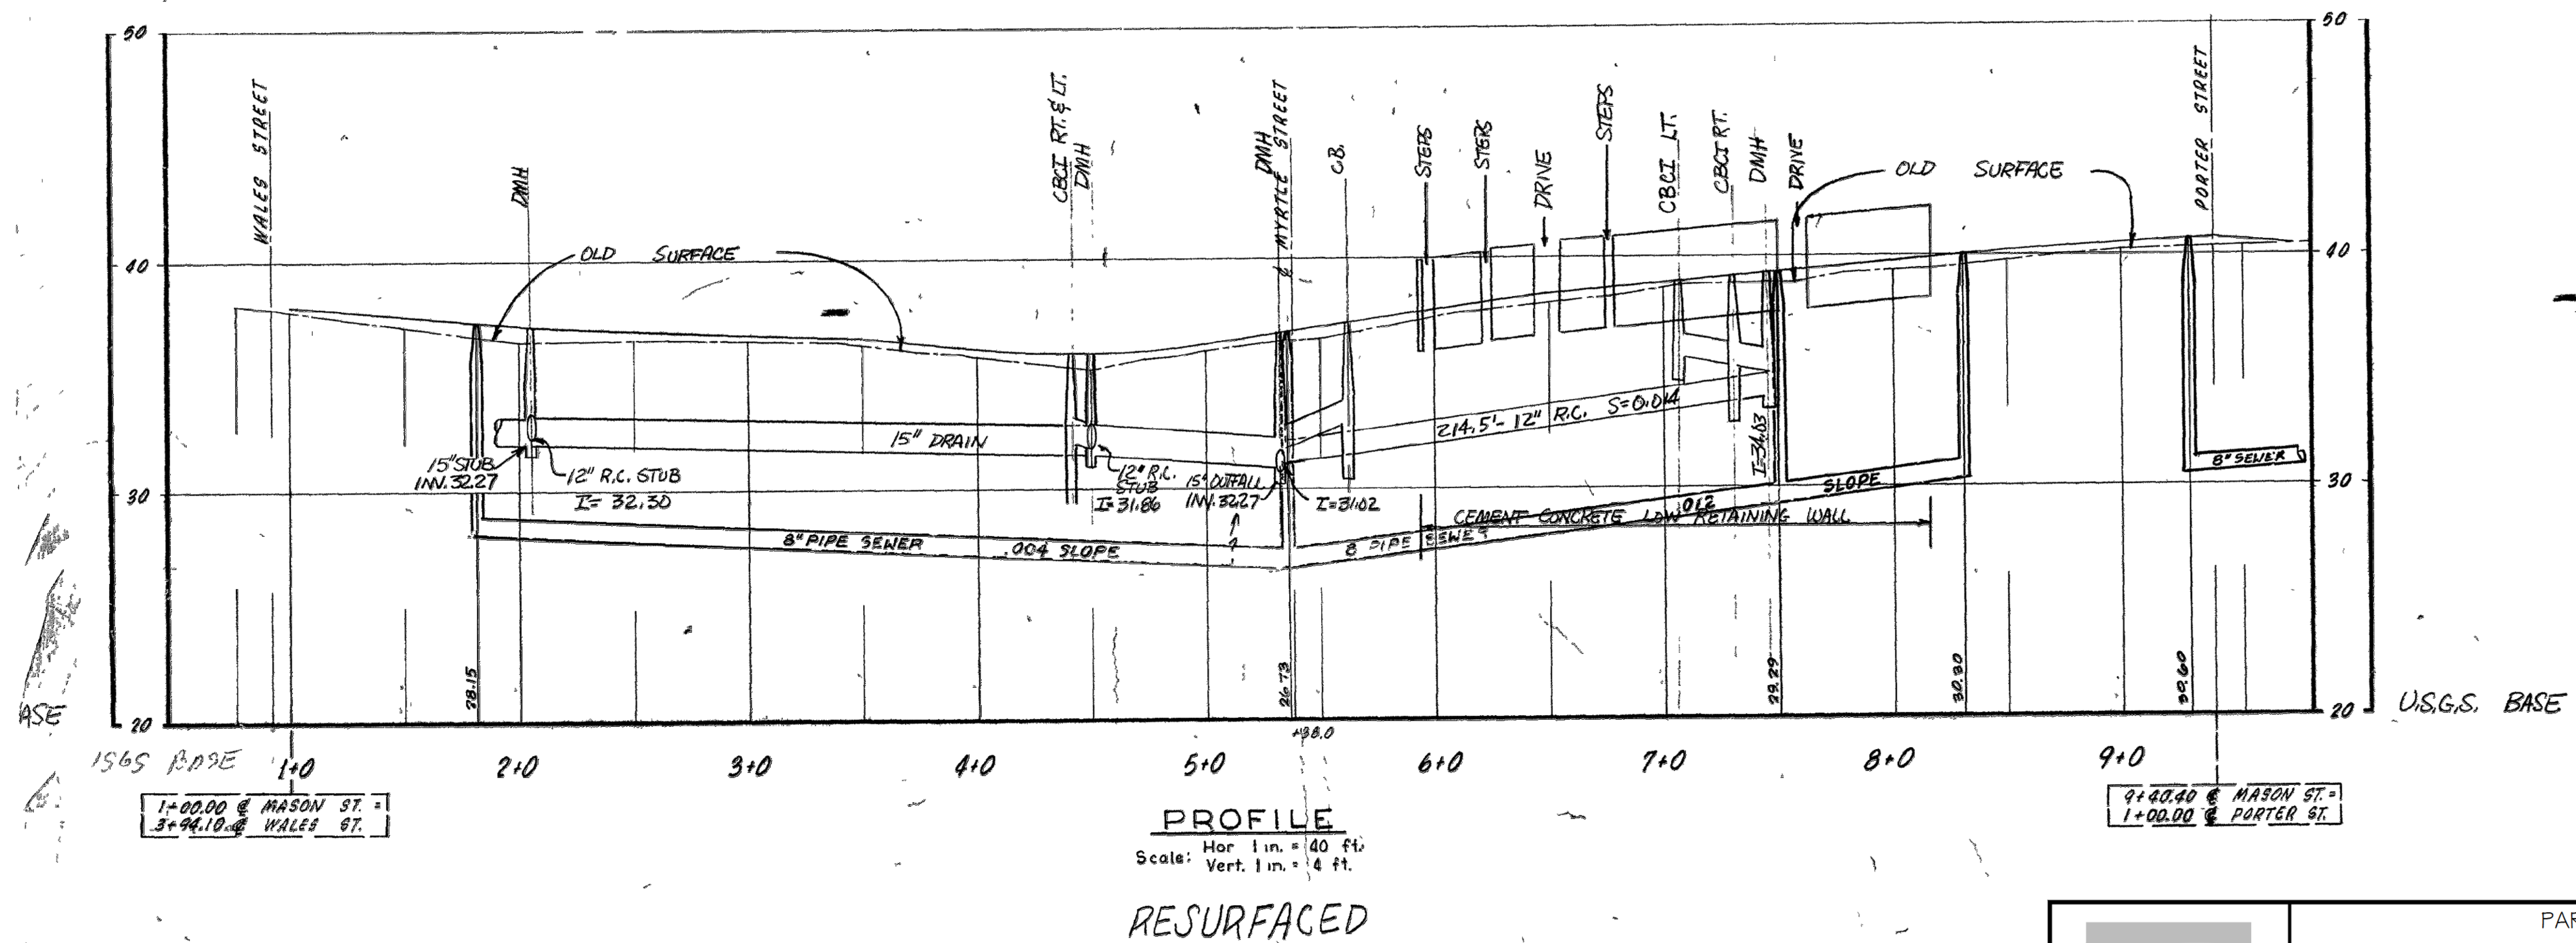 50
50
WALES STREET
DMH
CBCI RT. & LT.
DMH
DMH
℄ MYRTLE STREET
C.B.
STEPS
STEPS
DRIVE
STEPS
CBCI LT.
CBCI RT.
DMH
DRIVE
PORTER STREET
OLD SURFACE
OLD SURFACE
40
40
15" STUB
INV. 32.27
12" R.C. STUB
I= 32.30
15" DRAIN
12" R.C.
STUB
I=31.86
15" OUTFALL
INV. 32.27
I=31.02
214.5'- 12" R.C. S=0.014
I=34.03
30
30
8" PIPE SEWER .004 SLOPE
8 PIPE SEWER
.012
SLOPE
CEMENT CONCRETE LOW RETAINING WALL
8" SEWER
28.15
26.73
29.29
30.30
30.60
20
20
ASE
U.S.G.S. BASE
BASE
+38.0
1+0 2+0 3+0 4+0 5+0 6+0 7+0 8+0 9+0
1+00.00 ℄ MASON ST. =
3+94.10 ℄ WALES ST.
9+40.40 ℄ MASON ST. =
1+00.00 ℄ PORTER ST.
PROFILE
Scale: Hor 1 in. = 40 ft.
Vert. 1 in. = 4 ft.
RESURFACED
PAR